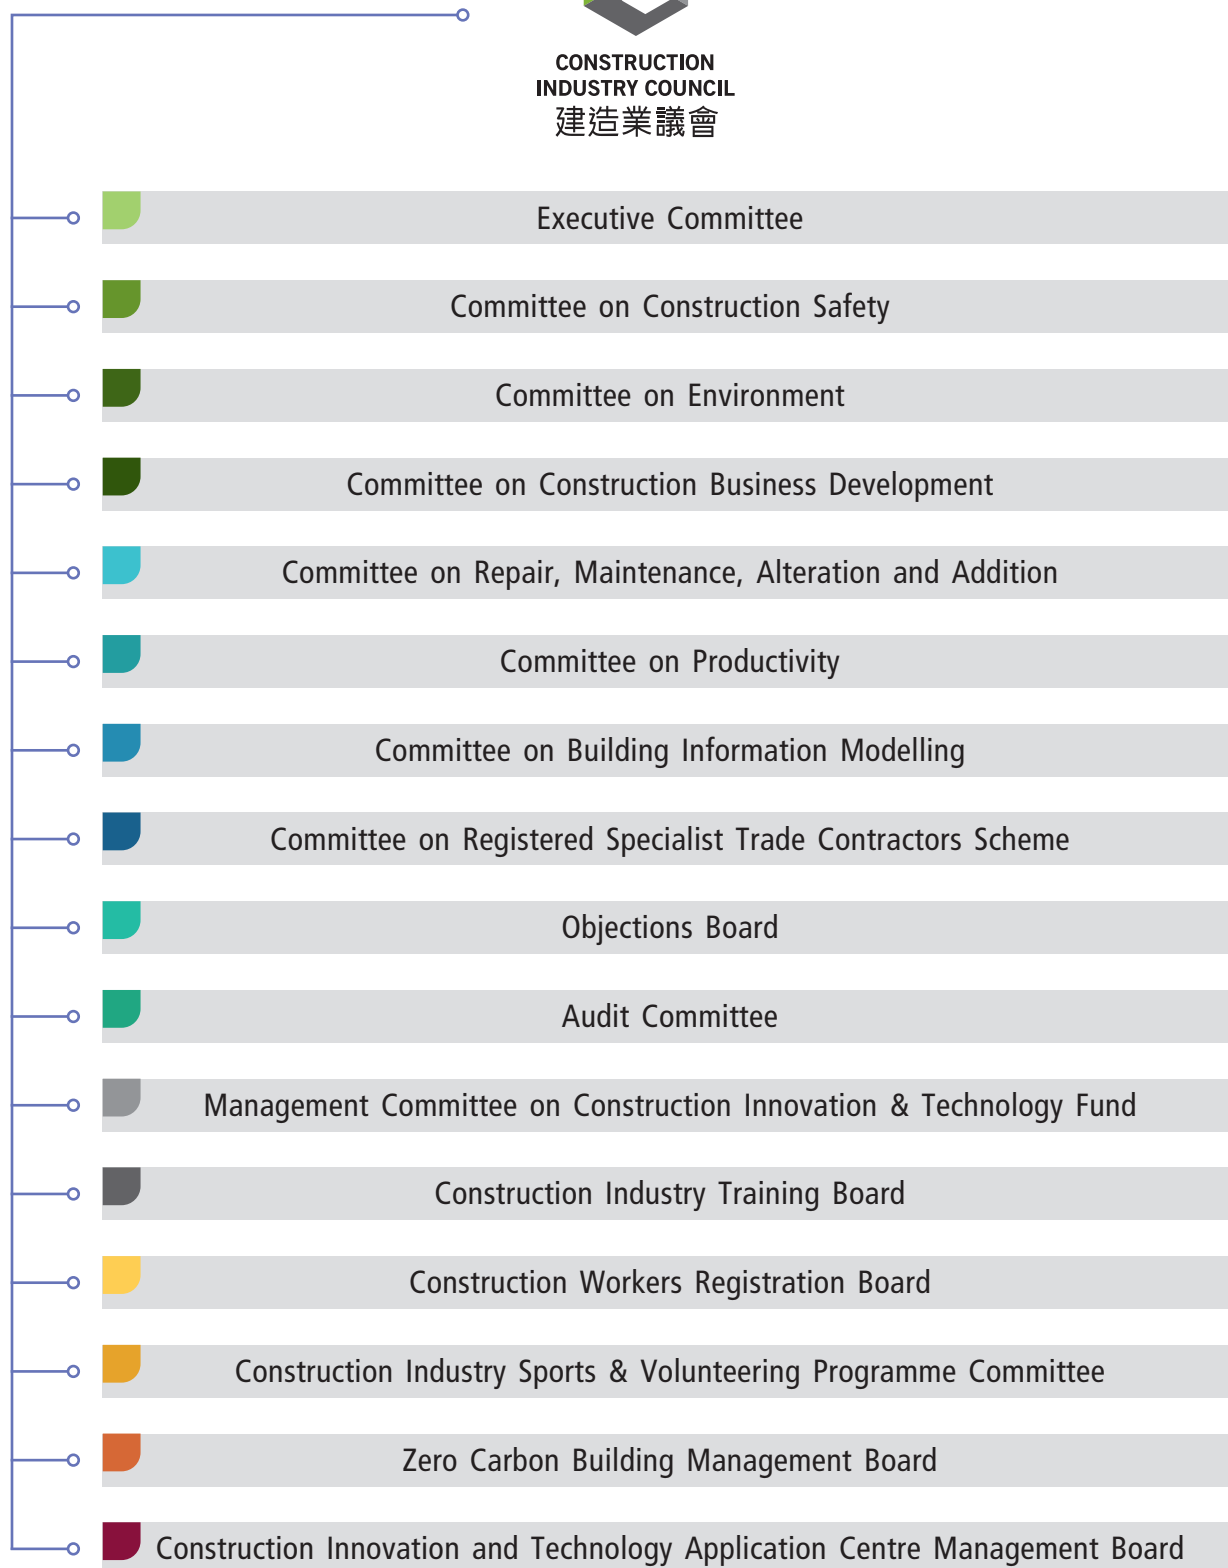 CONSTRUCTION
INDUSTRY COUNCIL
建造業議會
Executive Committee
Committee on Construction Safety
Committee on Environment
Committee on Construction Business Development
Committee on Repair, Maintenance, Alteration and Addition
Committee on Productivity
Committee on Building Information Modelling
Committee on Registered Specialist Trade Contractors Scheme
Objections Board
Audit Committee
Management Committee on Construction Innovation & Technology Fund
Construction Industry Training Board
Construction Workers Registration Board
Construction Industry Sports & Volunteering Programme Committee
Zero Carbon Building Management Board
Construction Innovation and Technology Application Centre Management Board